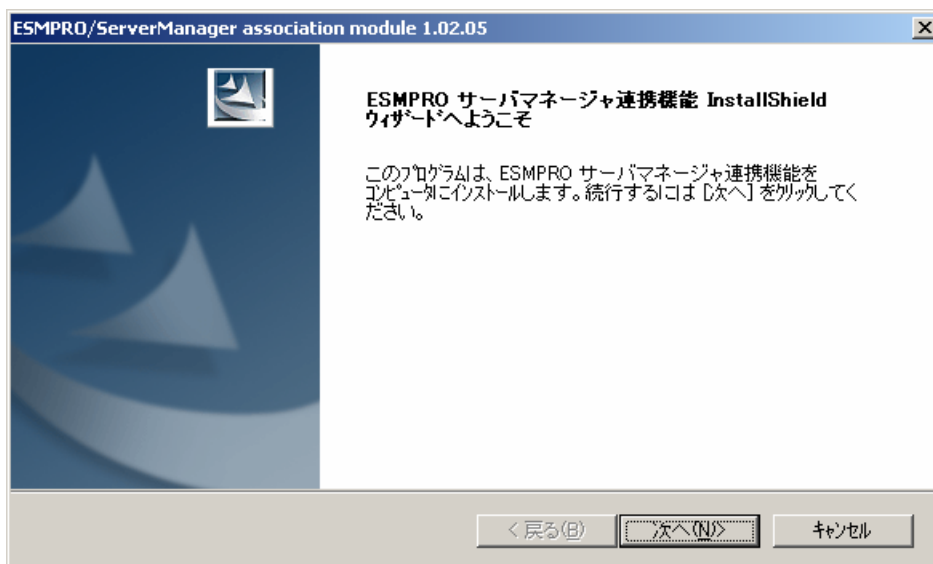 ESMPRO/ServerManager association module 1.02.05
ESMPRO サーバマネージャ連携機能 InstallShield
ウィザードへようこそ
このプログラムは、ESMPRO サーバマネージャ連携機能を
コンピュータにインストールします。続行するには [次へ] をクリックしてく
ださい。
< 戻る(B)
次へ(N)>
キャンセル